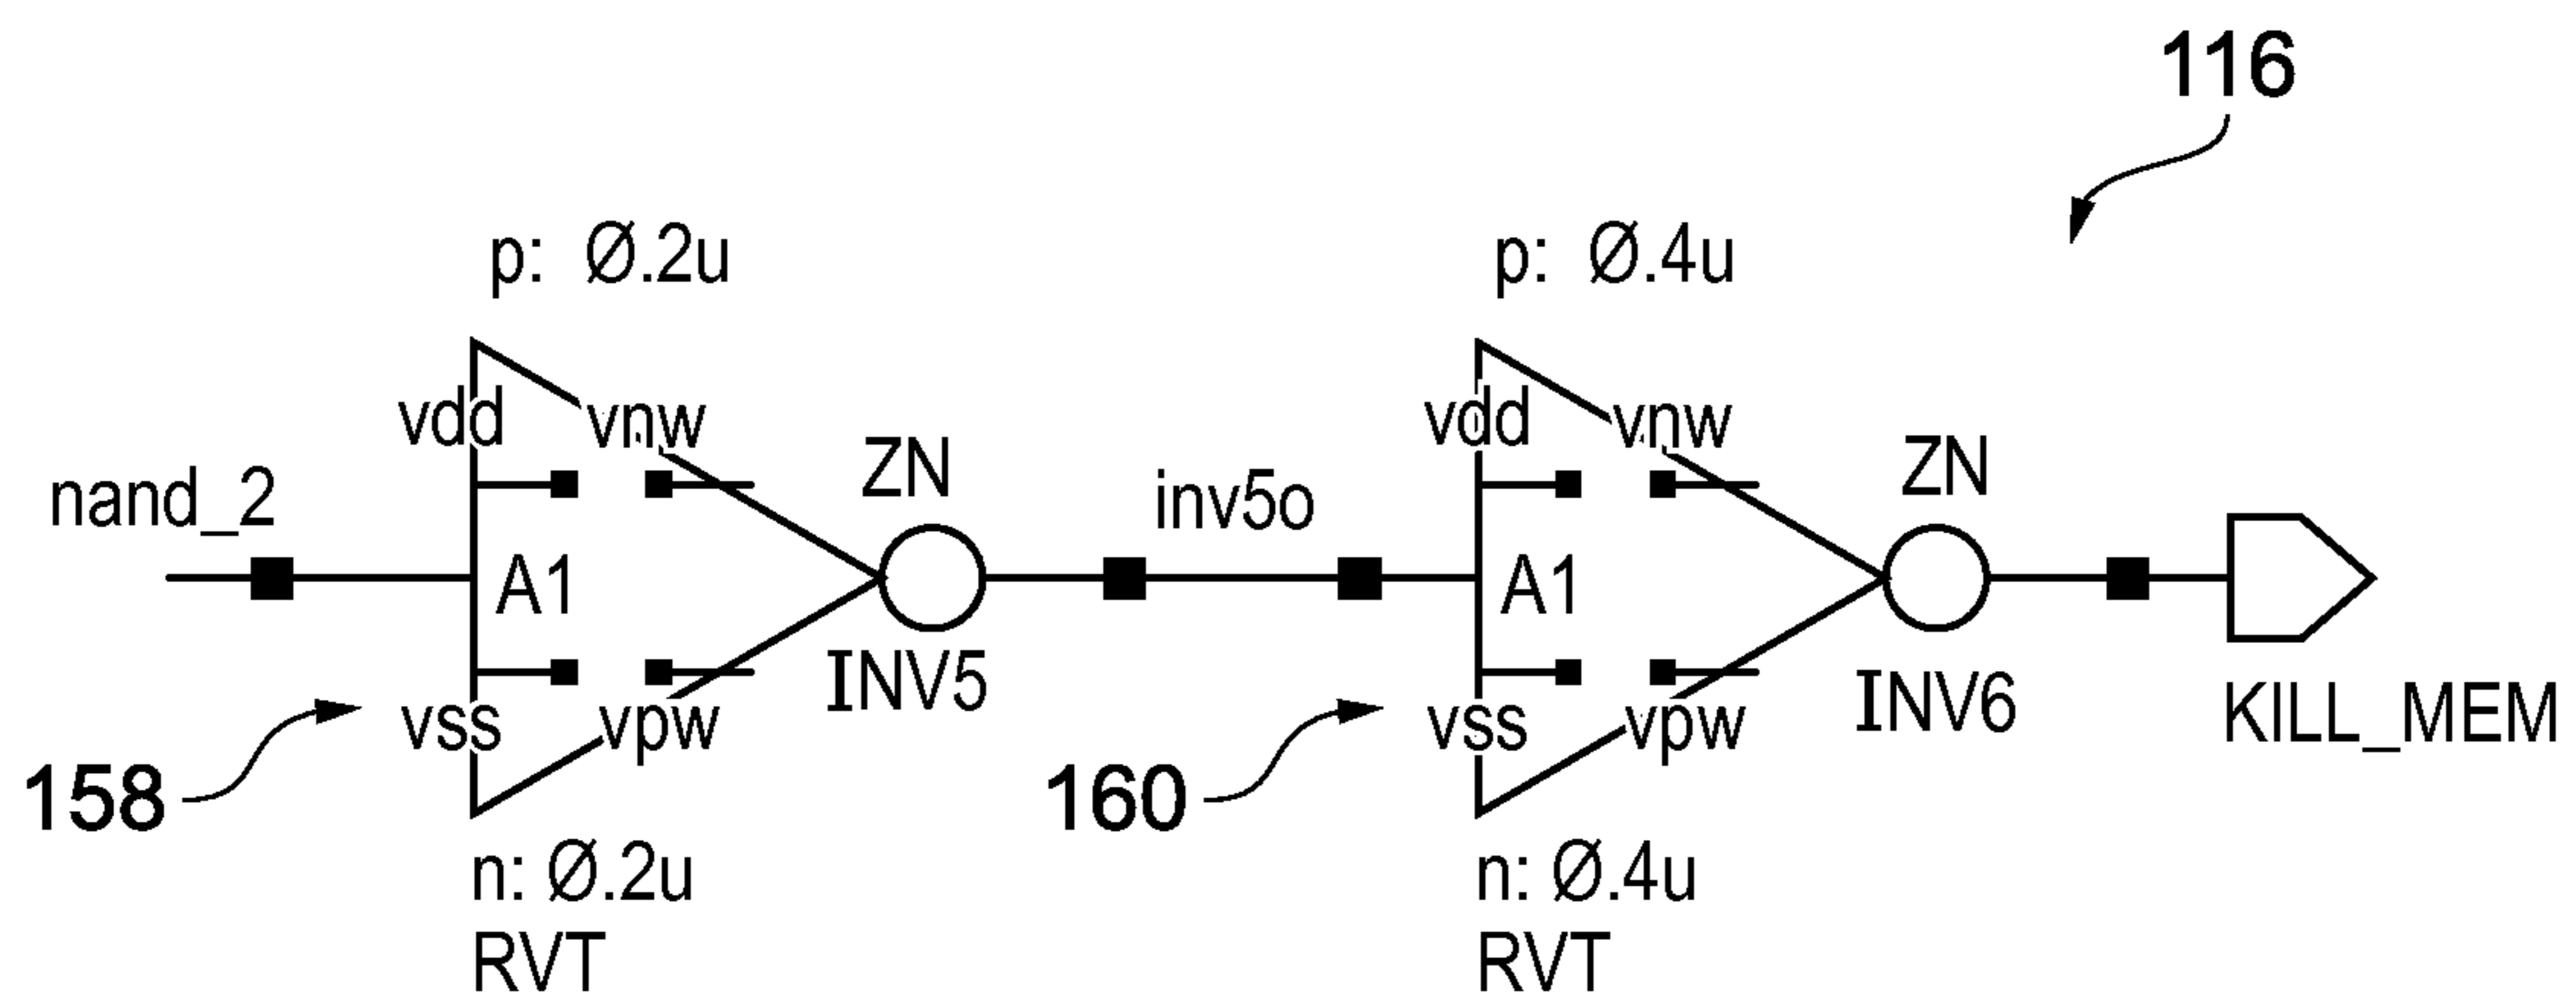 116
p: Ø.2u
p: Ø.4u
vdd
vnw
vdd
vnw
nand_2
ZN
inv5o
ZN
A1
A1
INV5
INV6
vss
vpw
vss
vpw
KILL_MEM
158
160
n: Ø.2u
n: Ø.4u
RVT
RVT